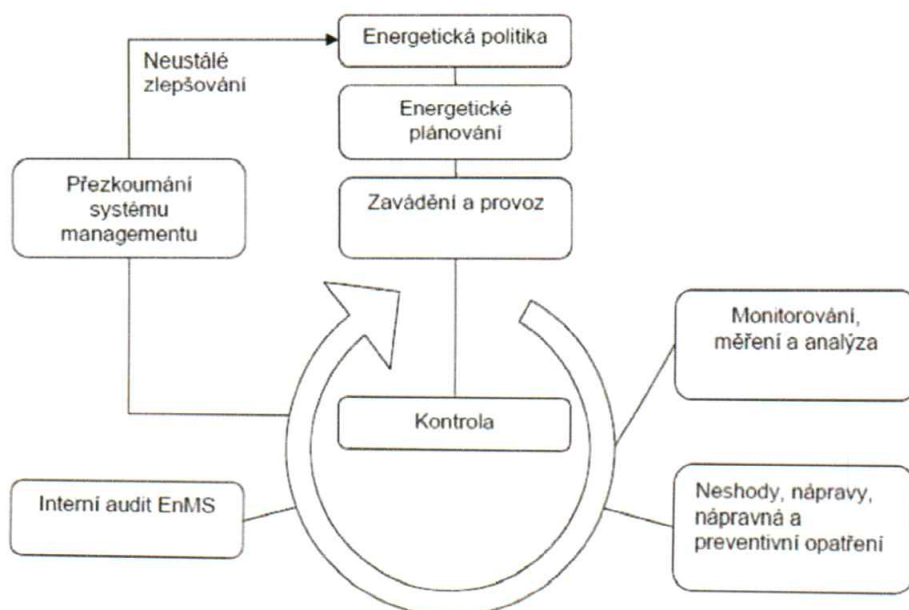 Energetická politika
Neustálé
zlepšování
Energetické
plánování
Přezkoumání
systému
managementu
Zavádění a provoz
Monitorování,
měření a analýza
Kontrola
Interní audit EnMS
Neshody, nápravy,
nápravná a
preventivní opatření